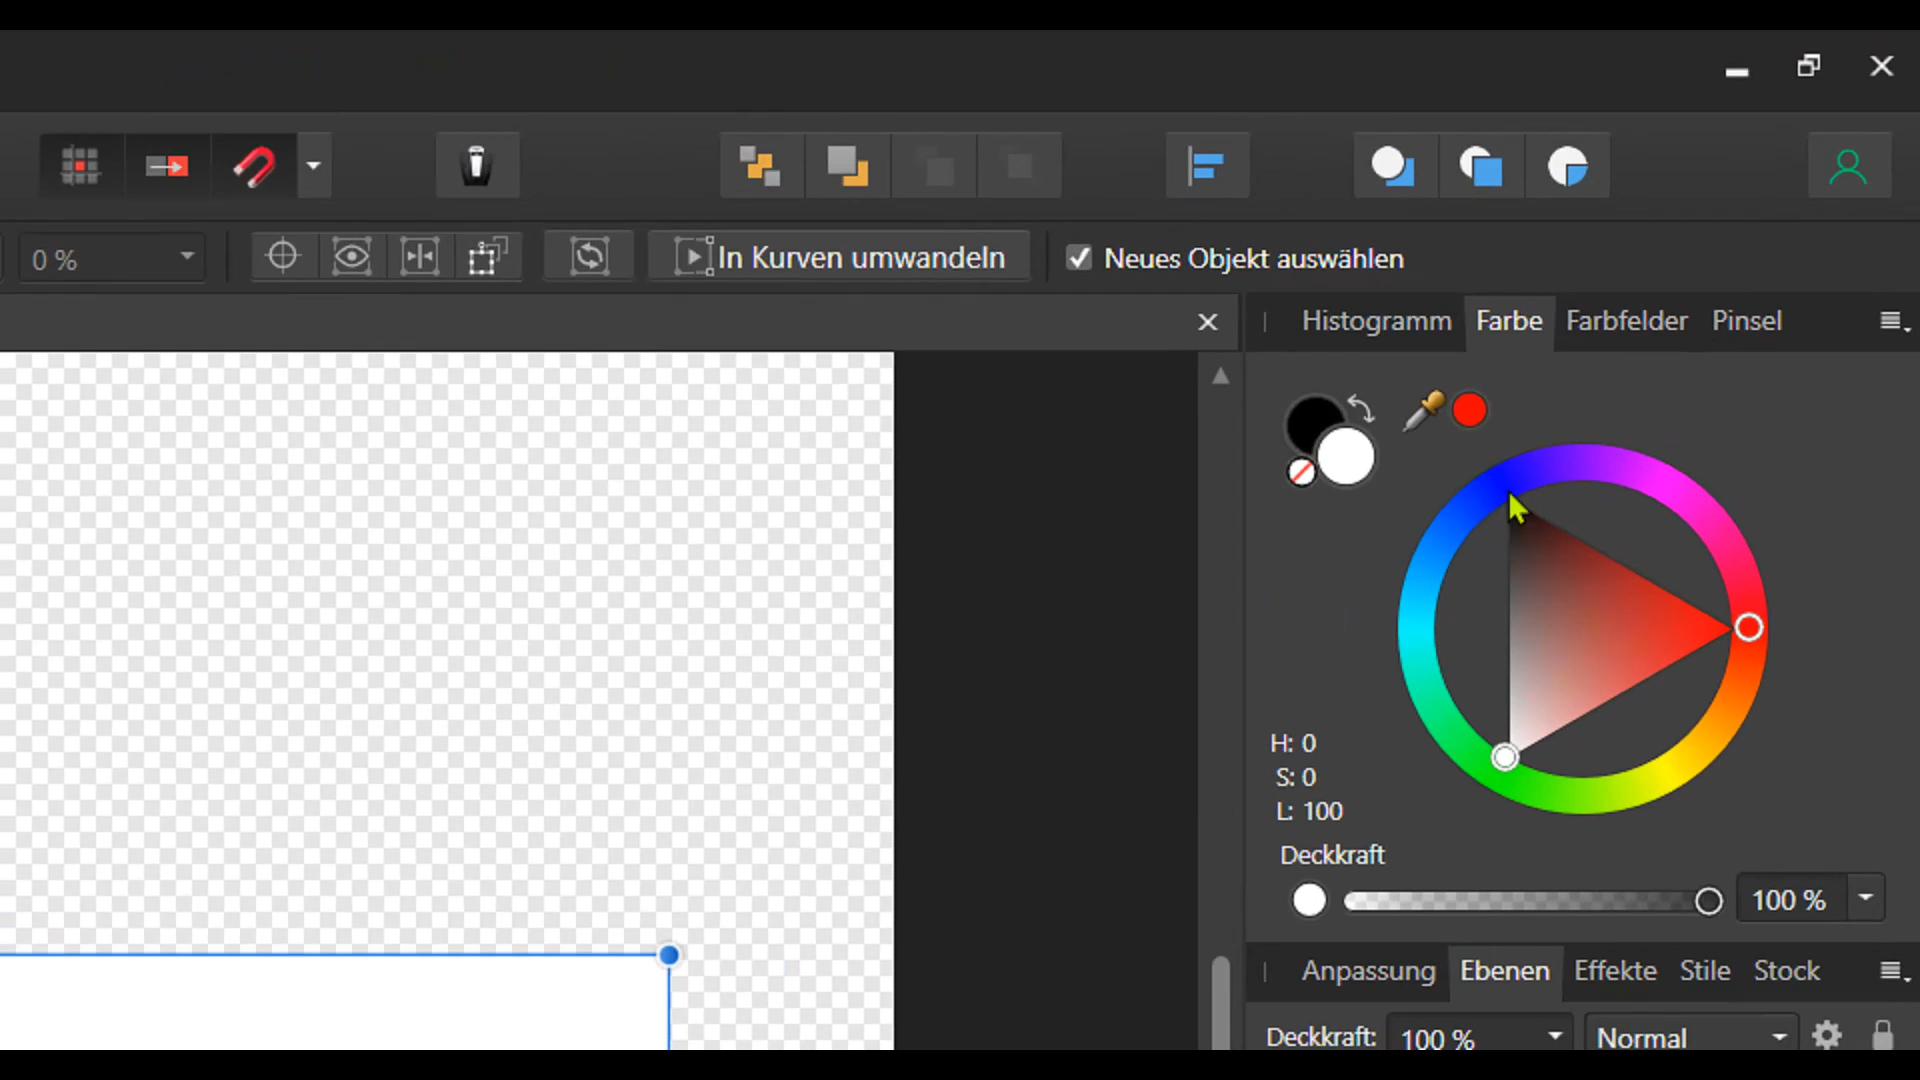 0 %
In Kurven umwandeln
Neues Objekt auswählen
Histogramm Farbe Farbfelder Pinsel
H: 0
S: 0
L: 100
Deckkraft
100 %
Anpassung Ebenen Effekte Stile Stock
Deckkraft: 100 % Normal